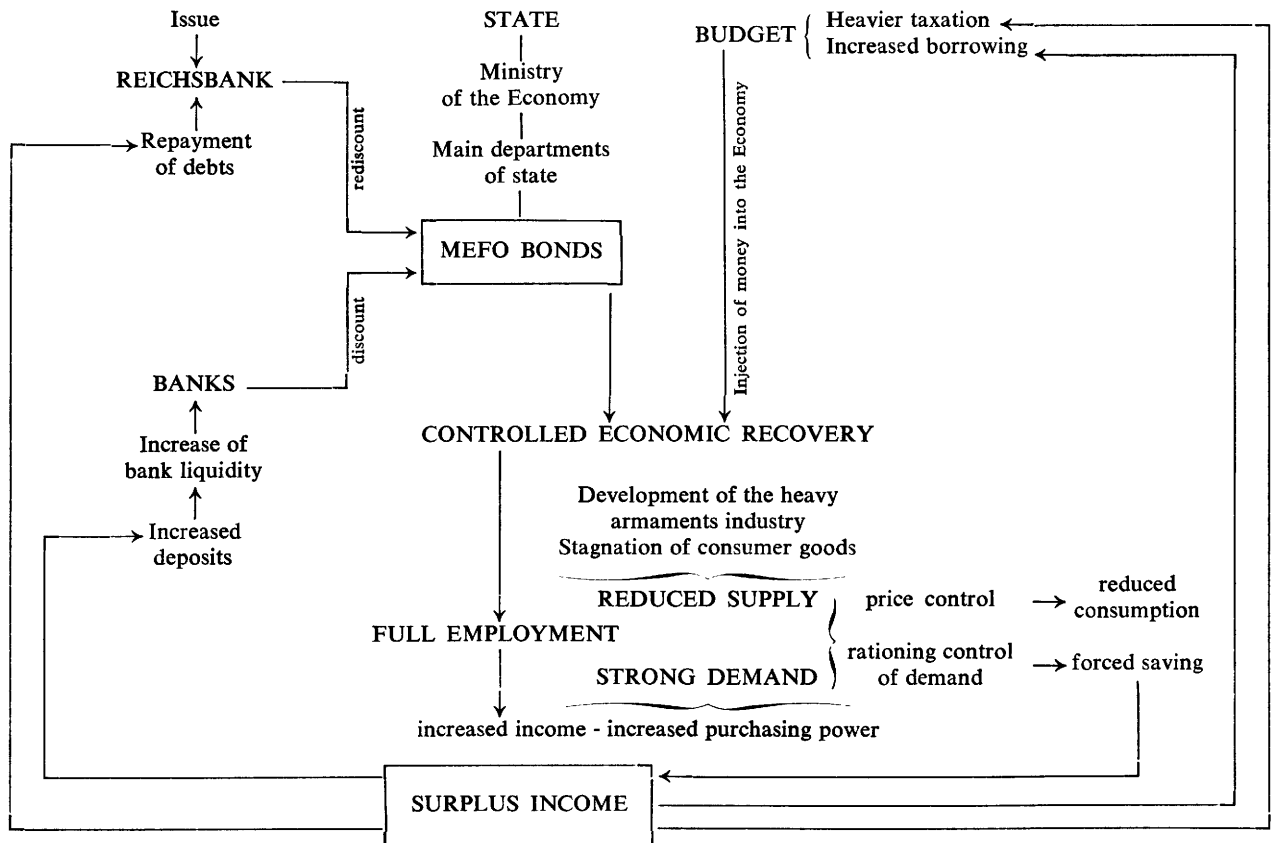 Issue
REICHSBANK
Repayment
of debts
rediscount
STATE
Ministry
of the Economy
Main departments
of state
MEFO BONDS
BUDGET
Heavier taxation
Increased borrowing
Injection of money into the Economy
discount
BANKS
Increase of
bank liquidity
Increased
deposits
CONTROLLED ECONOMIC RECOVERY
Development of the heavy
armaments industry
Stagnation of consumer goods
REDUCED SUPPLY
price control
reduced
consumption
FULL EMPLOYMENT
STRONG DEMAND
rationing control
of demand
forced saving
increased income - increased purchasing power
SURPLUS INCOME